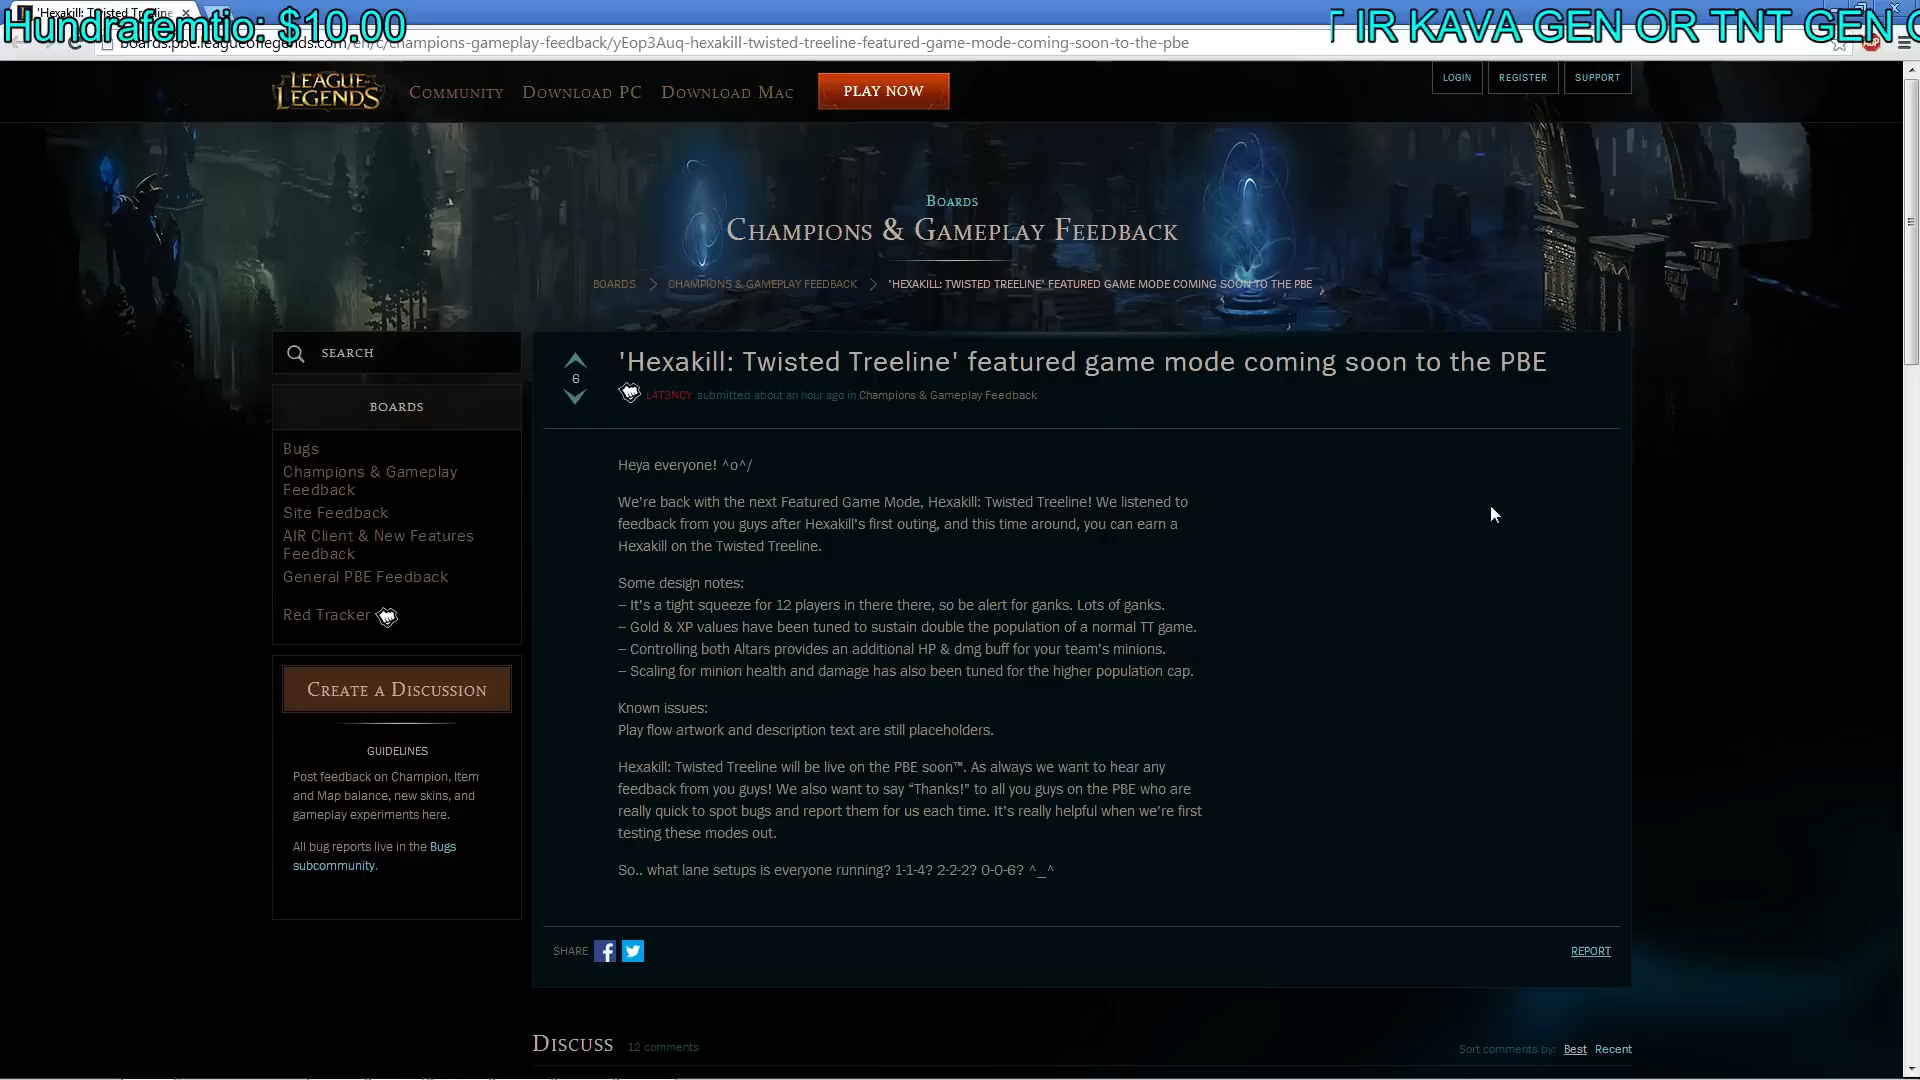 'Hexakill: Twisted Treeline
Hundrafemtio: $10.00
T IR KAVA GEN OR TNT GEN
boards.pbe.leagueoflegends.com/en/c/champions-gameplay-feedback/yEop3Auq-hexakill-twisted-treeline-featured-game-mode-coming-soon-to-the-pbe
LEAGUE OF LEGENDS
COMMUNITY
DOWNLOAD PC
DOWNLOAD MAC
PLAY NOW
LOGIN
REGISTER
SUPPORT
BOARDS
CHAMPIONS & GAMEPLAY FEEDBACK
BOARDS > CHAMPIONS & GAMEPLAY FEEDBACK > 'HEXAKILL: TWISTED TREELINE' FEATURED GAME MODE COMING SOON TO THE PBE
SEARCH
BOARDS
Bugs
Champions & Gameplay
Feedback
Site Feedback
AIR Client & New Features
Feedback
General PBE Feedback
Red Tracker
CREATE A DISCUSSION
GUIDELINES
Post feedback on Champion, Item
and Map balance, new skins, and
gameplay experiments here.
All bug reports live in the Bugs
subcommunity.
6
'Hexakill: Twisted Treeline' featured game mode coming soon to the PBE
L4T3NCY submitted about an hour ago in Champions & Gameplay Feedback
Heya everyone! ^o^/
We're back with the next Featured Game Mode, Hexakill: Twisted Treeline! We listened to
feedback from you guys after Hexakill's first outing, and this time around, you can earn a
Hexakill on the Twisted Treeline.
Some design notes:
– It's a tight squeeze for 12 players in there there, so be alert for ganks. Lots of ganks.
– Gold & XP values have been tuned to sustain double the population of a normal TT game.
– Controlling both Altars provides an additional HP & dmg buff for your team's minions.
– Scaling for minion health and damage has also been tuned for the higher population cap.
Known issues:
Play flow artwork and description text are still placeholders.
Hexakill: Twisted Treeline will be live on the PBE soon™. As always we want to hear any
feedback from you guys! We also want to say “Thanks!” to all you guys on the PBE who are
really quick to spot bugs and report them for us each time. It's really helpful when we're first
testing these modes out.
So.. what lane setups is everyone running? 1-1-4? 2-2-2? 0-0-6? ^_^
SHARE
REPORT
DISCUSS 12 comments
Sort comments by: Best Recent